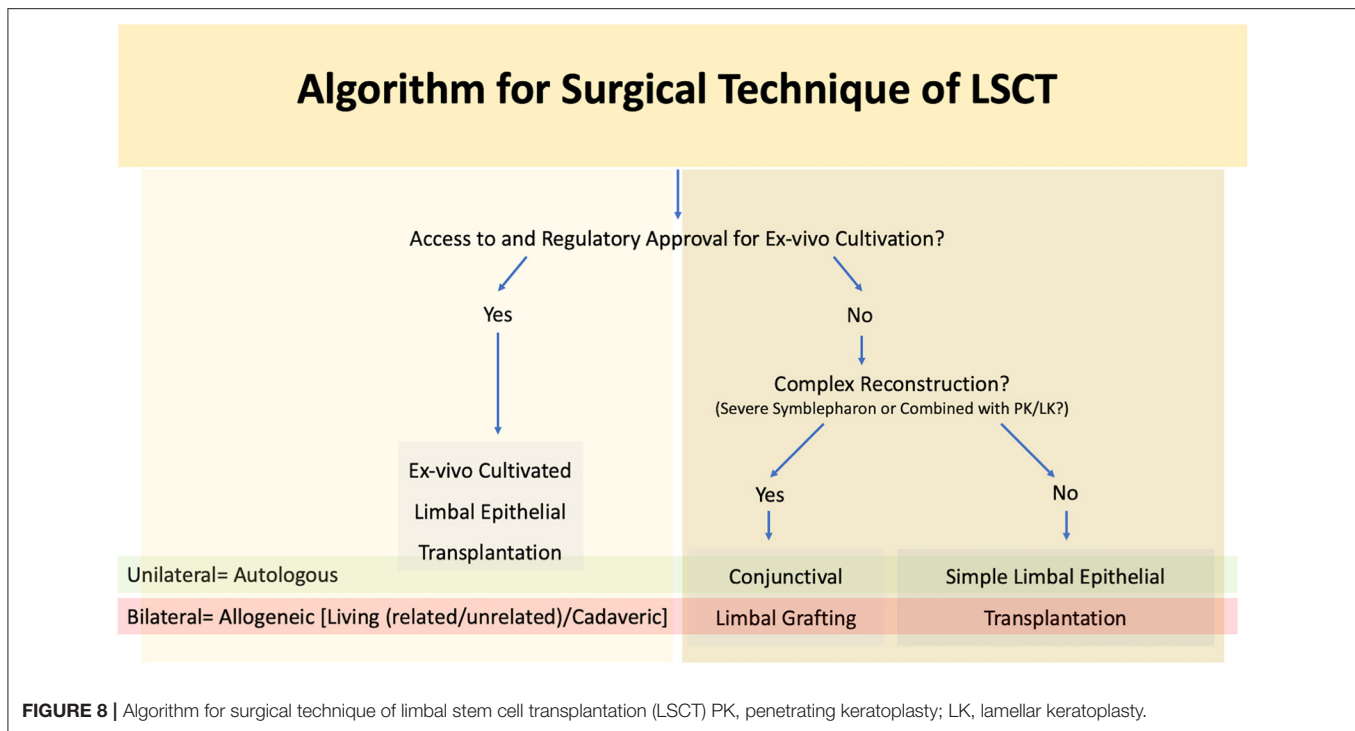 Algorithm for Surgical Technique of LSCT
Access to and Regulatory Approval for Ex-vivo Cultivation?
Yes
No
Complex Reconstruction?
(Severe Symblepharon or Combined with PK/LK?)
Ex-vivo Cultivated
Limbal Epithelial
Transplantation
Yes
No
Unilateral= Autologous
Conjunctival
Simple Limbal Epithelial
Bilateral= Allogeneic [Living (related/unrelated)/Cadaveric]
Limbal Grafting
Transplantation
FIGURE 8 | Algorithm for surgical technique of limbal stem cell transplantation (LSCT) PK, penetrating keratoplasty; LK, lamellar keratoplasty.